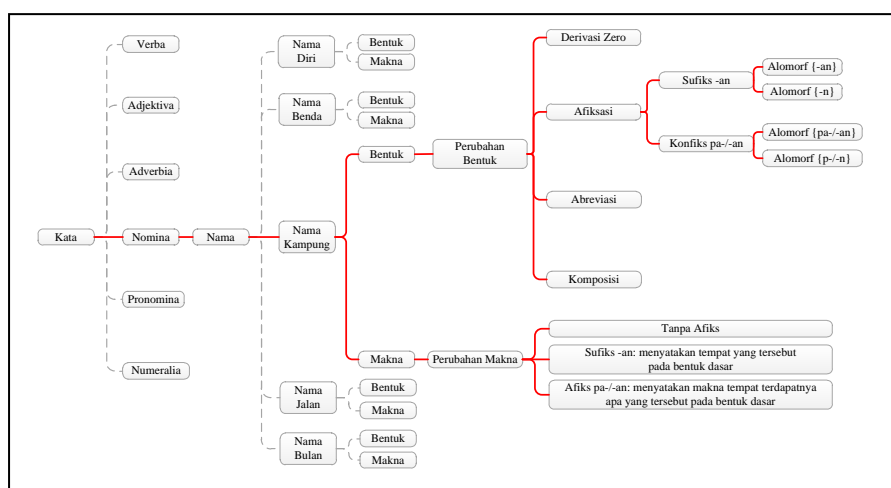 Kata
Verba
Adjektiva
Adverbia
Nomina
Pronomina
Numeralia
Nama
Nama
Diri
Bentuk
Makna
Nama
Benda
Bentuk
Makna
Nama
Kampung
Bentuk
Perubahan
Bentuk
Derivasi Zero
Afiksasi
Sufiks -an
Alomorf {-an}
Alomorf {-n}
Konfiks pa-/-an
Alomorf {pa-/-an}
Alomorf {p-/-n}
Abreviasi
Komposisi
Makna
Perubahan Makna
Tanpa Afiks
Sufiks -an: menyatakan tempat yang tersebut
pada bentuk dasar
Afiks pa-/-an: menyatakan makna tempat terdapatnya
apa yang tersebut pada bentuk dasar
Nama
Jalan
Bentuk
Makna
Nama
Bulan
Bentuk
Makna